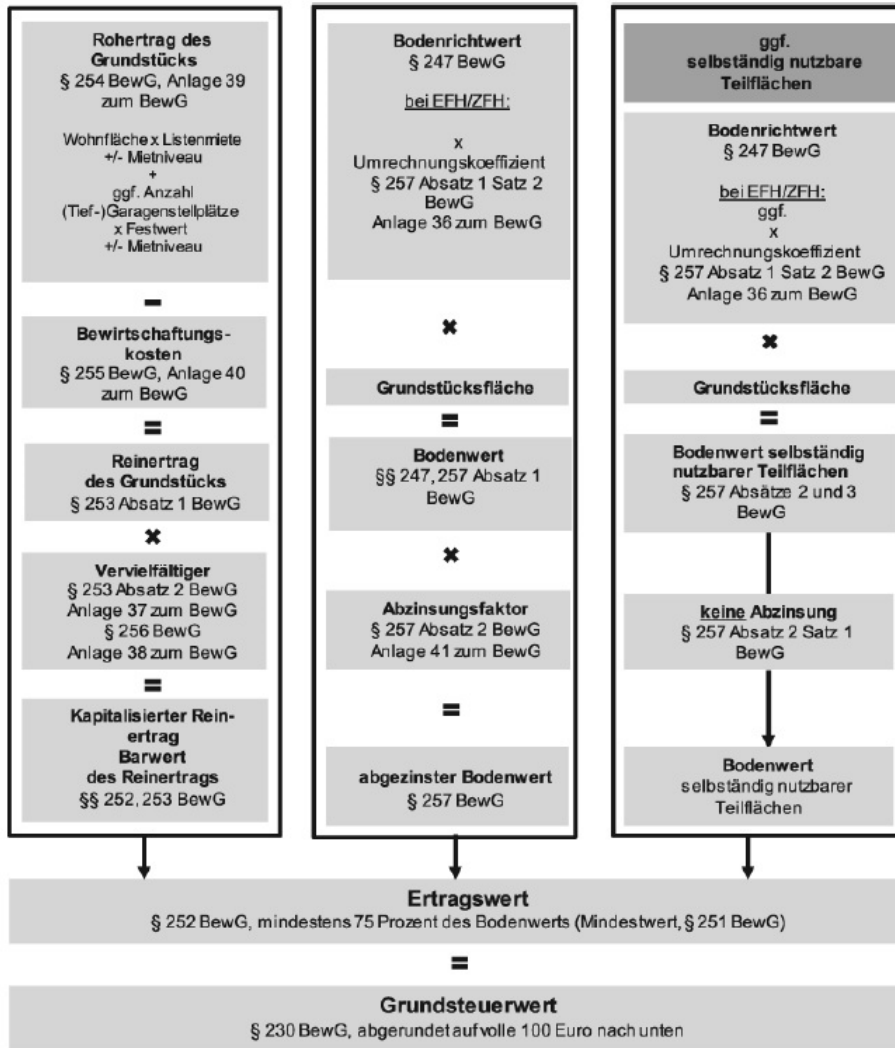 Rohertrag des
Grundstücks
§ 254 BewG, Anlage 39
zum BewG
Wohnfläche x Listenmiete
+/- Mietniveau
+
ggf. Anzahl
(Tief-)Garagenstellplätze
x Festwert
+/- Mietniveau
–
Bewirtschaftungs-
kosten
§ 255 BewG, Anlage 40
zum BewG
=
Reinertrag
des Grundstücks
§ 253 Absatz 1 BewG
×
Vervielfältiger
§ 253 Absatz 2 BewG
Anlage 37 zum BewG
§ 256 BewG
Anlage 38 zum BewG
=
Kapitalisierter Rein-
ertrag
Barwert
des Reinertrags
§§ 252, 253 BewG
Bodenrichtwert
§ 247 BewG
bei EFH/ZFH:
x
Umrechnungskoeffizient
§ 257 Absatz 1 Satz 2
BewG
Anlage 36 zum BewG
×
Grundstücksfläche
=
Bodenwert
§§ 247, 257 Absatz 1
BewG
×
Abzinsungsfaktor
§ 257 Absatz 2 BewG
Anlage 41 zum BewG
=
abgezinster Bodenwert
§ 257 BewG
ggf.
selbständig nutzbare
Teilflächen
Bodenrichtwert
§ 247 BewG
bei EFH/ZFH:
ggf.
x
Umrechnungskoeffizient
§ 257 Absatz 1 Satz 2 BewG
Anlage 36 zum BewG
×
Grundstücksfläche
=
Bodenwert selbständig
nutzbarer Teilflächen
§ 257 Absätze 2 und 3
BewG
keine Abzinsung
§ 257 Absatz 2 Satz 1
BewG
Bodenwert
selbständig nutzbarer
Teilflächen
Ertragswert
§ 252 BewG, mindestens 75 Prozent des Bodenwerts (Mindestwert, § 251 BewG)
=
Grundsteuerwert
§ 230 BewG, abgerundet auf volle 100 Euro nach unten